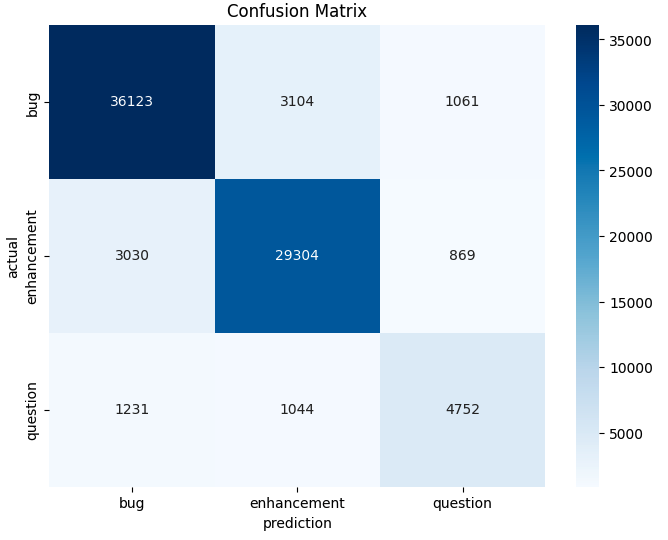 Confusion Matrix
actual
bug
36123 3104 1061
enhancement
3030 29304 869
question
1231 1044 4752
bug enhancement question
prediction
35000
30000
25000
20000
15000
10000
5000